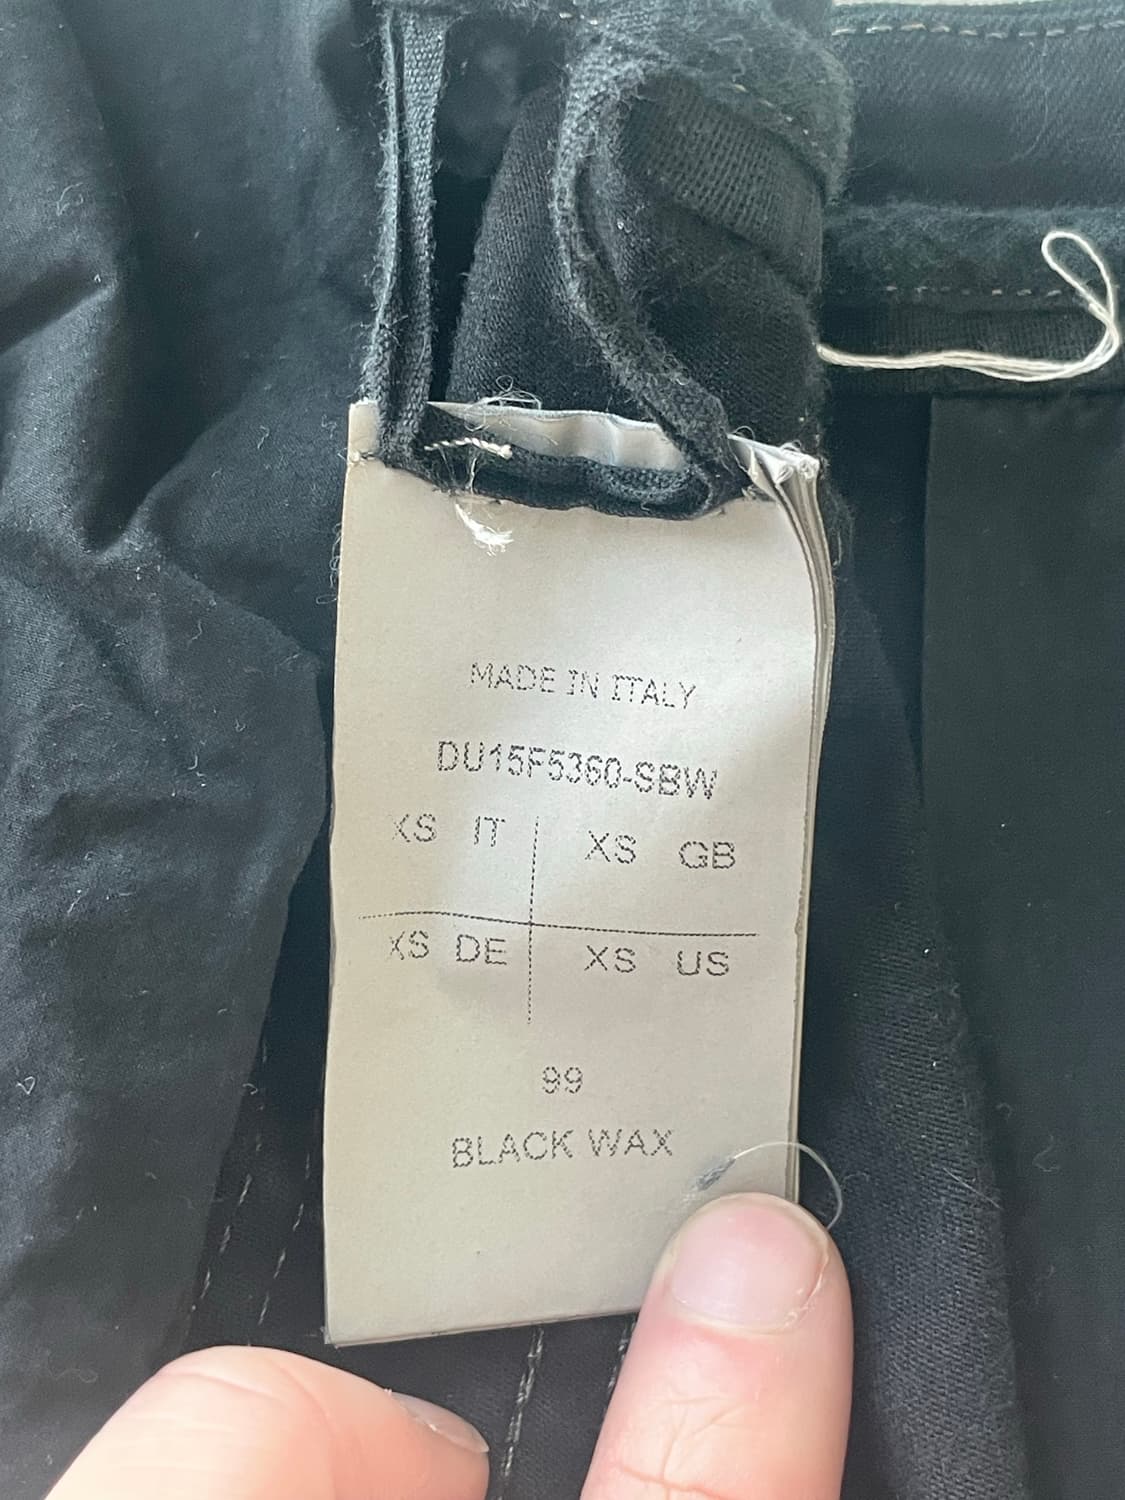 MADE IN ITALY
DU15F5360-SBW
XS IT XS GB
XS DE XS US
99
BLACK WAX